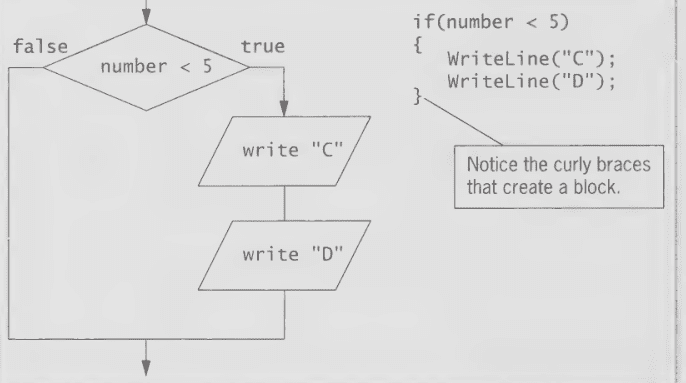 false
true
number < 5
write "C"
write "D"
if(number < 5)
{
WriteLine("C");
WriteLine("D");
}
Notice the curly braces
that create a block.